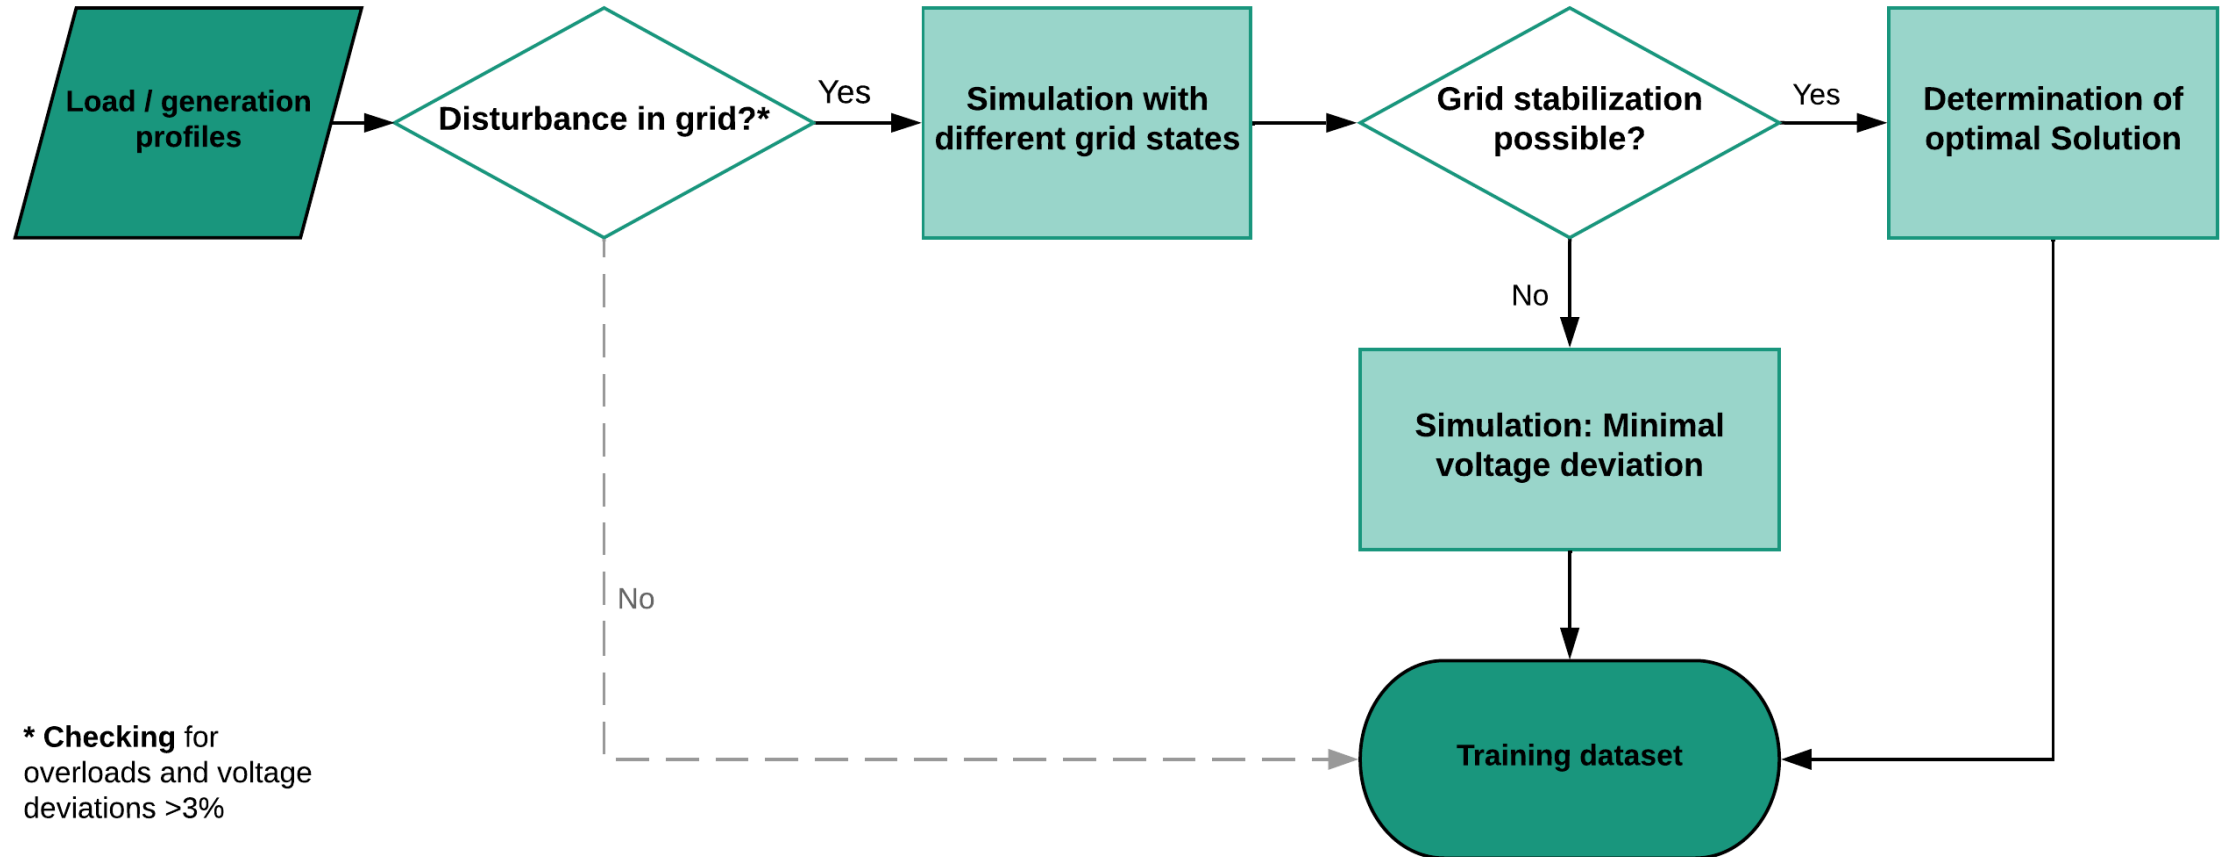 Load / generation
profiles
Disturbance in grid?*
Yes
Simulation with
different grid states
Grid stabilization
possible?
Yes
Determination of
optimal Solution
No
Simulation: Minimal
voltage deviation
No
Training dataset
* Checking for
overloads and voltage
deviations >3%